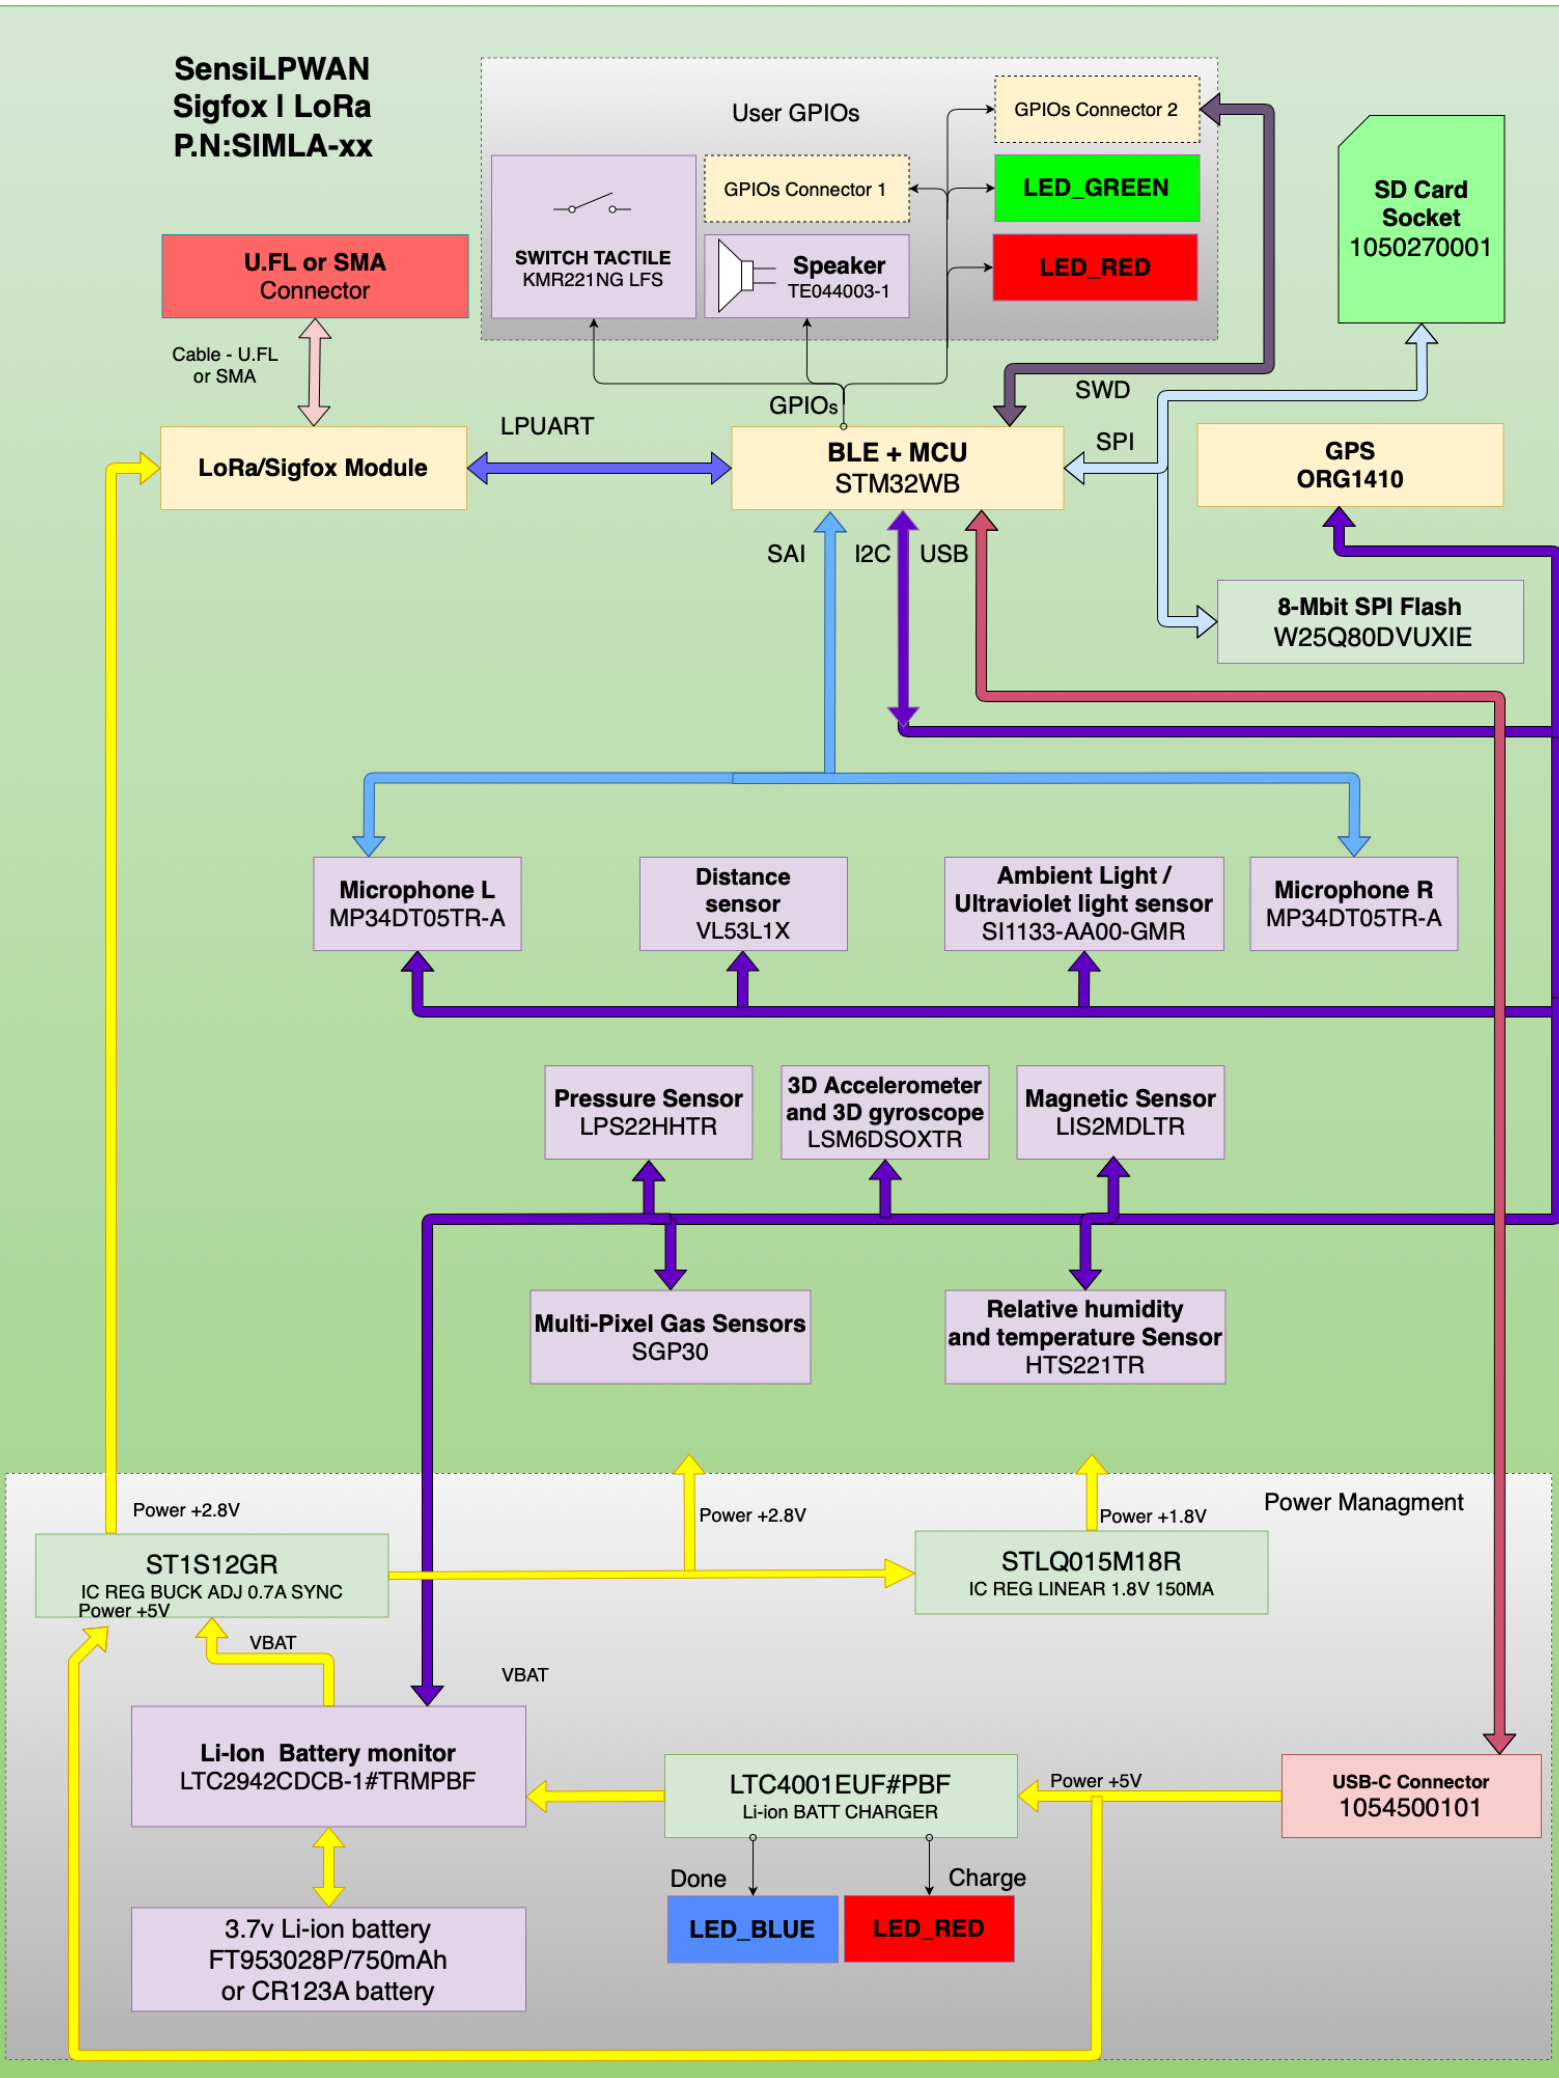 SensiLPWAN
Sigfox | LoRa
P.N:SIMLA-xx
User GPIOs
GPIOs Connector 2
GPIOs Connector 1
LED_GREEN
SWITCH TACTILE
KMR221NG LFS
Speaker
TE044003-1
LED_RED
SD Card
Socket
1050270001
U.FL or SMA
Connector
Cable - U.FL
or SMA
GPIOs
SWD
LPUART
SPI
LoRa/Sigfox Module
BLE + MCU
STM32WB
GPS
ORG1410
SAI
I2C
USB
8-Mbit SPI Flash
W25Q80DVUXIE
Microphone L
MP34DT05TR-A
Distance
sensor
VL53L1X
Ambient Light /
Ultraviolet light sensor
SI1133-AA00-GMR
Microphone R
MP34DT05TR-A
Pressure Sensor
LPS22HHTR
3D Accelerometer
and 3D gyroscope
LSM6DSOXTR
Magnetic Sensor
LIS2MDLTR
Multi-Pixel Gas Sensors
SGP30
Relative humidity
and temperature Sensor
HTS221TR
Power Managment
Power +2.8V
Power +2.8V
Power +1.8V
ST1S12GR
IC REG BUCK ADJ 0.7A SYNC
Power +5V
STLQ015M18R
IC REG LINEAR 1.8V 150MA
VBAT
VBAT
Li-Ion  Battery monitor
LTC2942CDCB-1#TRMPBF
LTC4001EUF#PBF
Li-ion BATT CHARGER
Power +5V
USB-C Connector
1054500101
Done
Charge
LED_BLUE
LED_RED
3.7v Li-ion battery
FT953028P/750mAh
or CR123A battery